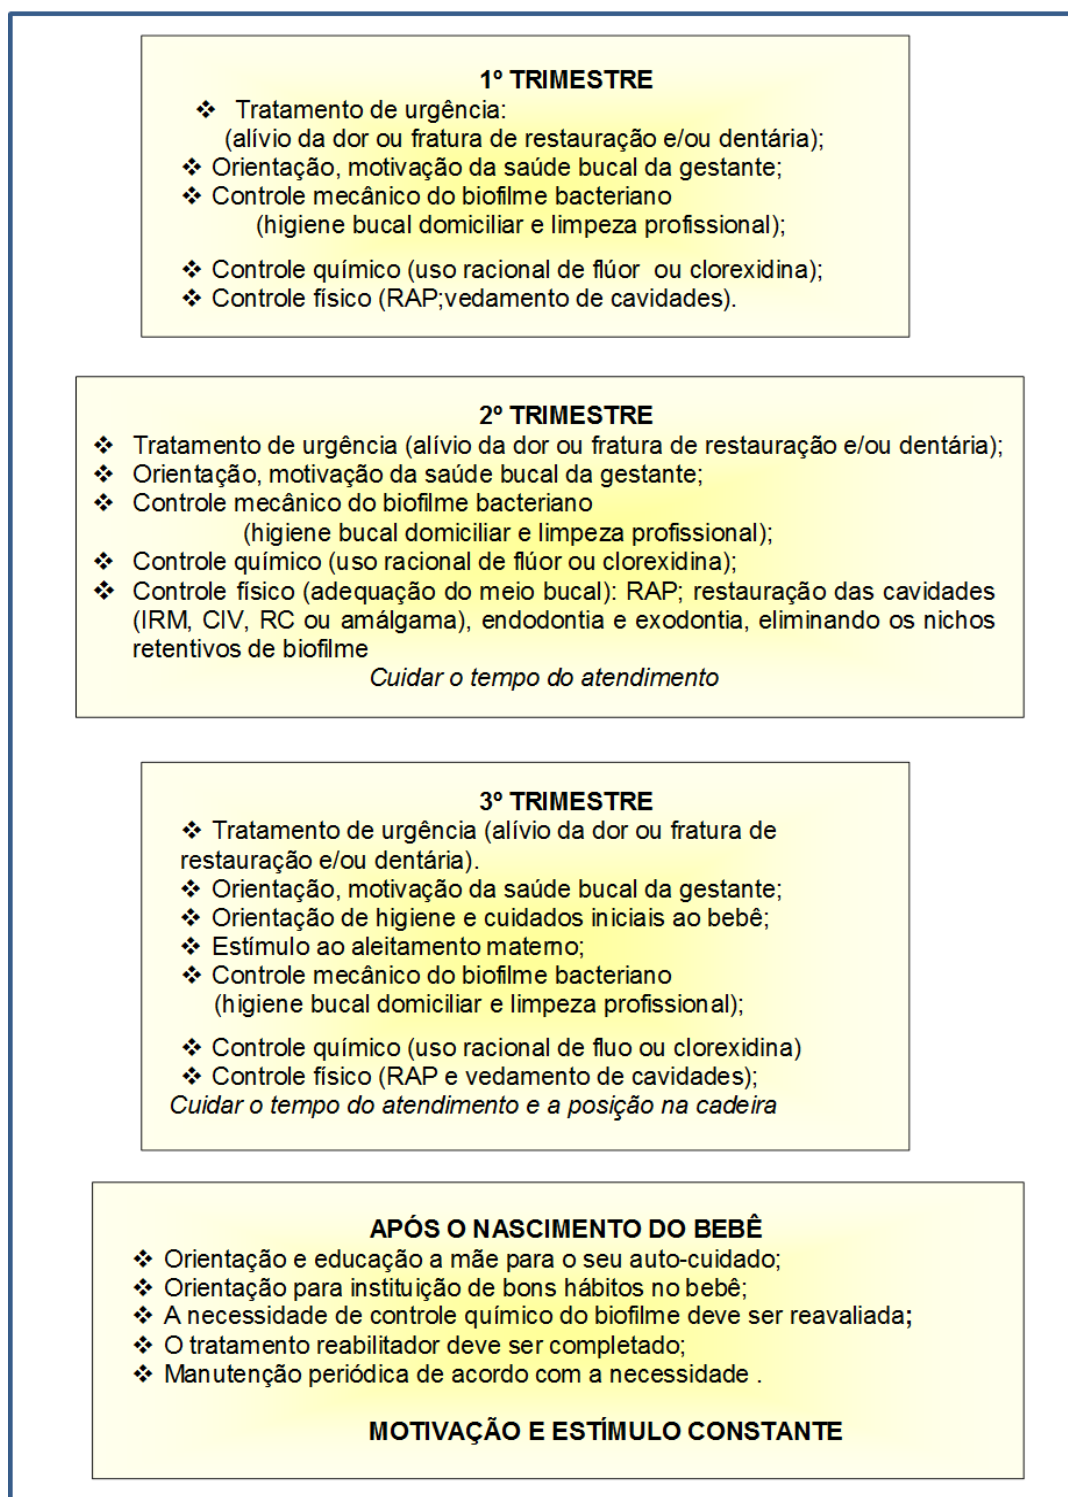 1º TRIMESTRE
❖ Tratamento de urgência:
(alívio da dor ou fratura de restauração e/ou dentária);
❖ Orientação, motivação da saúde bucal da gestante;
❖ Controle mecânico do biofilme bacteriano
(higiene bucal domiciliar e limpeza profissional);
❖ Controle químico (uso racional de flúor ou clorexidina);
❖ Controle físico (RAP;vedamento de cavidades).
2º TRIMESTRE
❖ Tratamento de urgência (alívio da dor ou fratura de restauração e/ou dentária);
❖ Orientação, motivação da saúde bucal da gestante;
❖ Controle mecânico do biofilme bacteriano
(higiene bucal domiciliar e limpeza profissional);
❖ Controle químico (uso racional de flúor ou clorexidina);
❖ Controle físico (adequação do meio bucal): RAP; restauração das cavidades
(IRM, CIV, RC ou amálgama), endodontia e exodontia, eliminando os nichos
retentivos de biofilme
Cuidar o tempo do atendimento
3º TRIMESTRE
❖ Tratamento de urgência (alívio da dor ou fratura de
restauração e/ou dentária).
❖ Orientação, motivação da saúde bucal da gestante;
❖ Orientação de higiene e cuidados iniciais ao bebê;
❖ Estímulo ao aleitamento materno;
❖ Controle mecânico do biofilme bacteriano
(higiene bucal domiciliar e limpeza profissional);
❖ Controle químico (uso racional de fluo ou clorexidina)
❖ Controle físico (RAP e vedamento de cavidades);
Cuidar o tempo do atendimento e a posição na cadeira
APÓS O NASCIMENTO DO BEBÊ
❖ Orientação e educação a mãe para o seu auto-cuidado;
❖ Orientação para instituição de bons hábitos no bebê;
❖ A necessidade de controle químico do biofilme deve ser reavaliada;
❖ O tratamento reabilitador deve ser completado;
❖ Manutenção periódica de acordo com a necessidade .
MOTIVAÇÃO E ESTÍMULO CONSTANTE